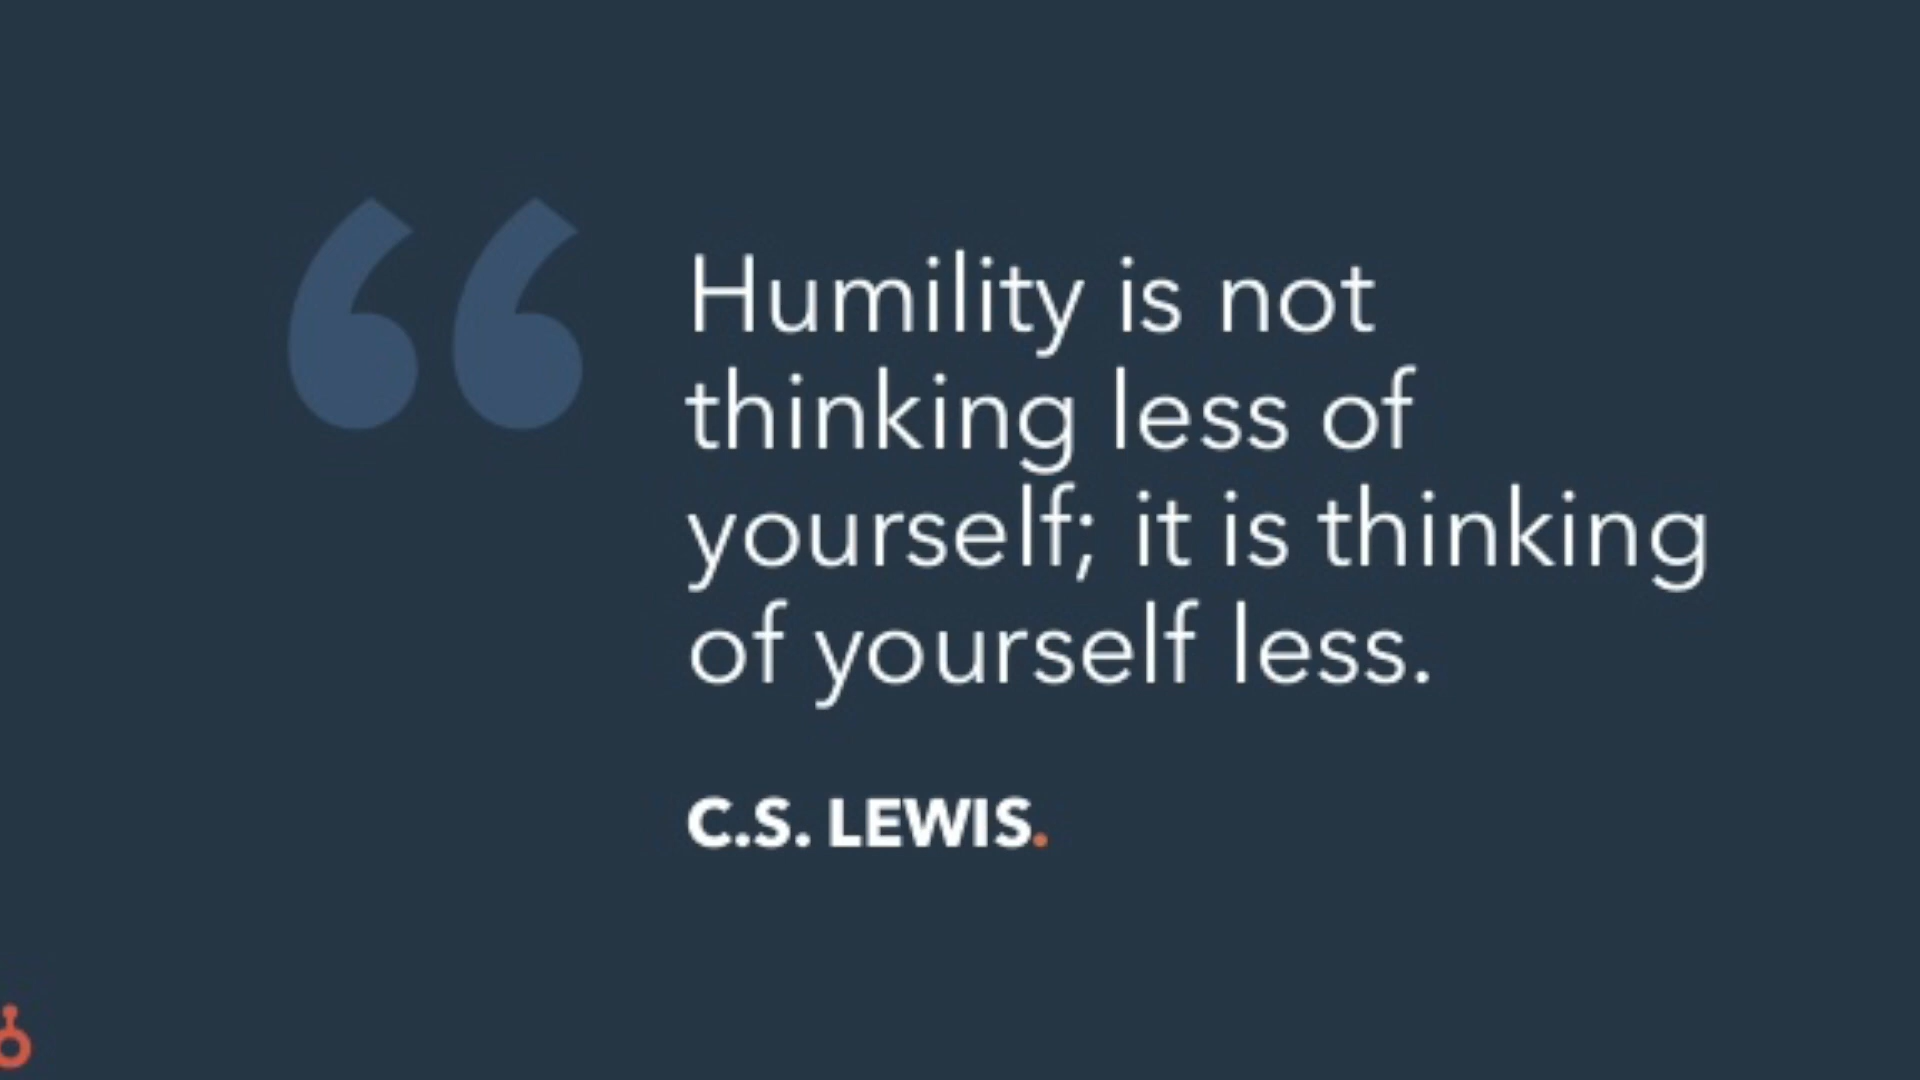 “
Humility is not
thinking less of
yourself; it is thinking
of yourself less.
C.S. LEWIS.